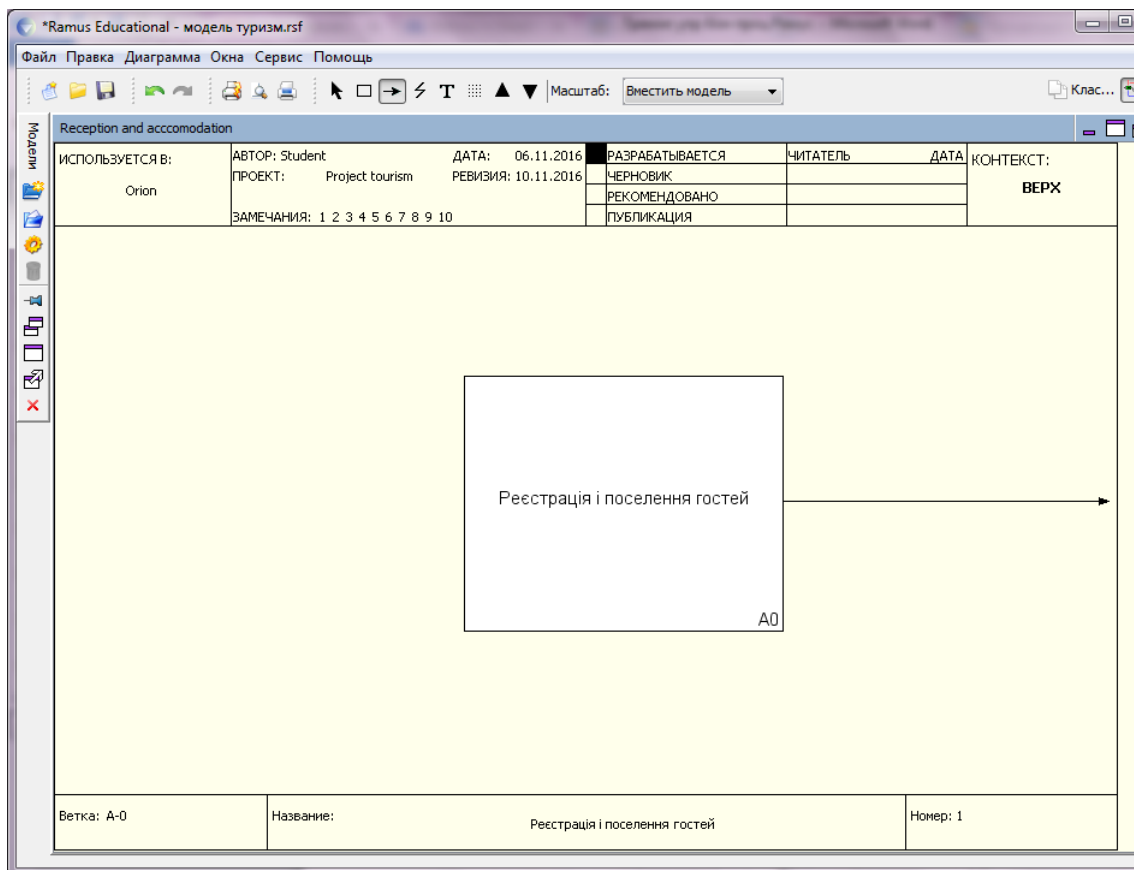 *Ramus Educational - модель туризм.rsf
Файл Правка Диаграмма Окна Сервис Помощь
T Масштаб: Вместить модель Клас...
Модели
Reception and acccomodation
ИСПОЛЬЗУЕТСЯ В:
Orion
АВТОР: Student ДАТА: 06.11.2016
ПРОЕКТ: Project tourism РЕВИЗИЯ: 10.11.2016
ЗАМЕЧАНИЯ: 1 2 3 4 5 6 7 8 9 10
РАЗРАБАТЫВАЕТСЯ
ЧЕРНОВИК
РЕКОМЕНДОВАНО
ПУБЛИКАЦИЯ
ЧИТАТЕЛЬ ДАТА
КОНТЕКСТ:
ВЕРХ
Реєстрація і поселення гостей
A0
Ветка: A-0
Название:
Реєстрація і поселення гостей
Номер: 1